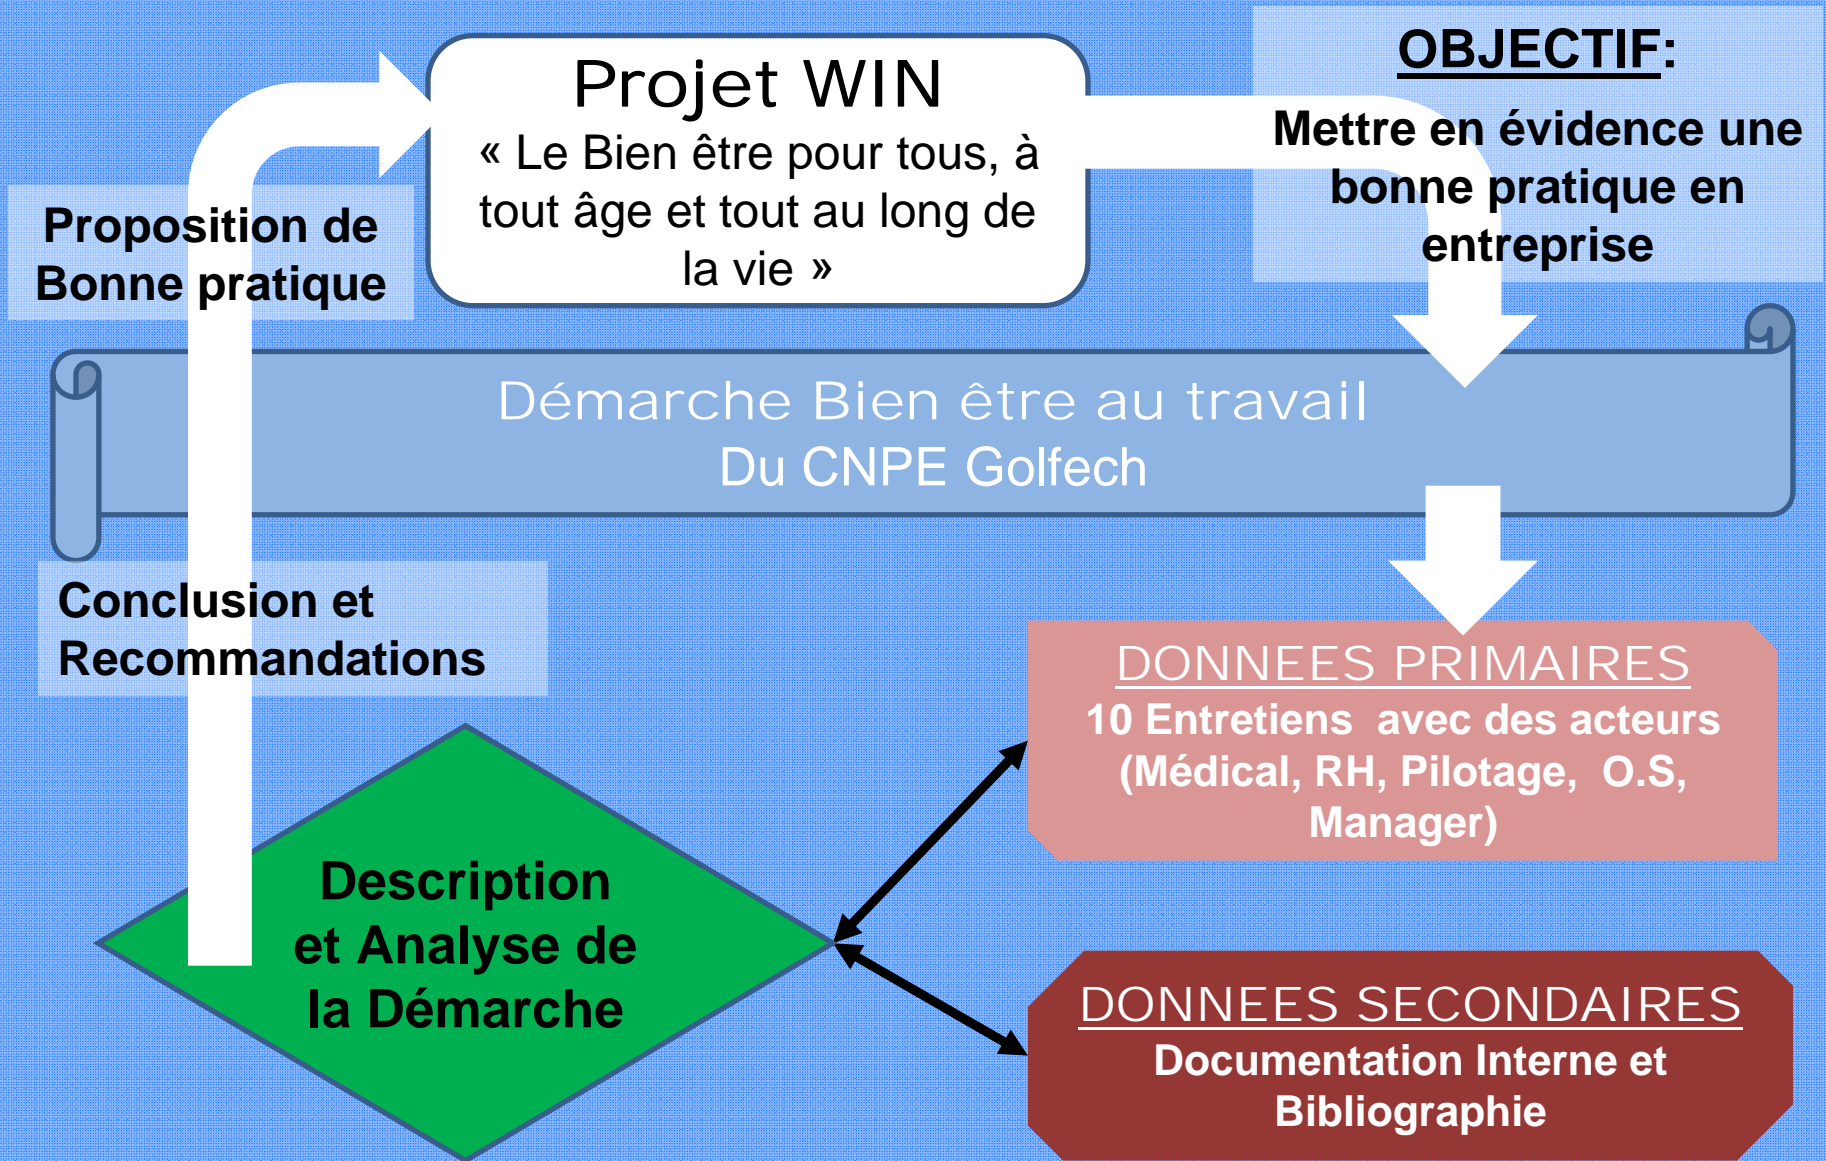 Projet WIN
« Le Bien être pour tous, à
tout âge et tout au long de
la vie »
OBJECTIF:
Mettre en évidence une
bonne pratique en
entreprise
Proposition de
Bonne pratique
Démarche Bien être au travail
Du CNPE Golfech
Conclusion et
Recommandations
DONNEES PRIMAIRES
10 Entretiens avec des acteurs
(Médical, RH, Pilotage, O.S,
Manager)
Description
et Analyse de
la Démarche
DONNEES SECONDAIRES
Documentation Interne et
Bibliographie